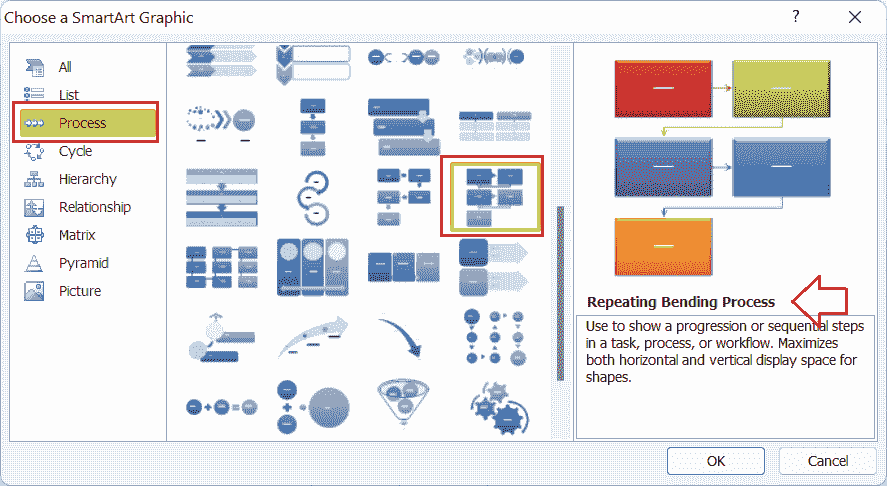 Choose a SmartArt Graphic
?
All
List
Process
Cycle
Hierarchy
Relationship
Matrix
Pyramid
Picture
Repeating Bending Process
Use to show a progression or sequential steps
in a task, process, or workflow. Maximizes
both horizontal and vertical display space for
shapes.
OK
Cancel